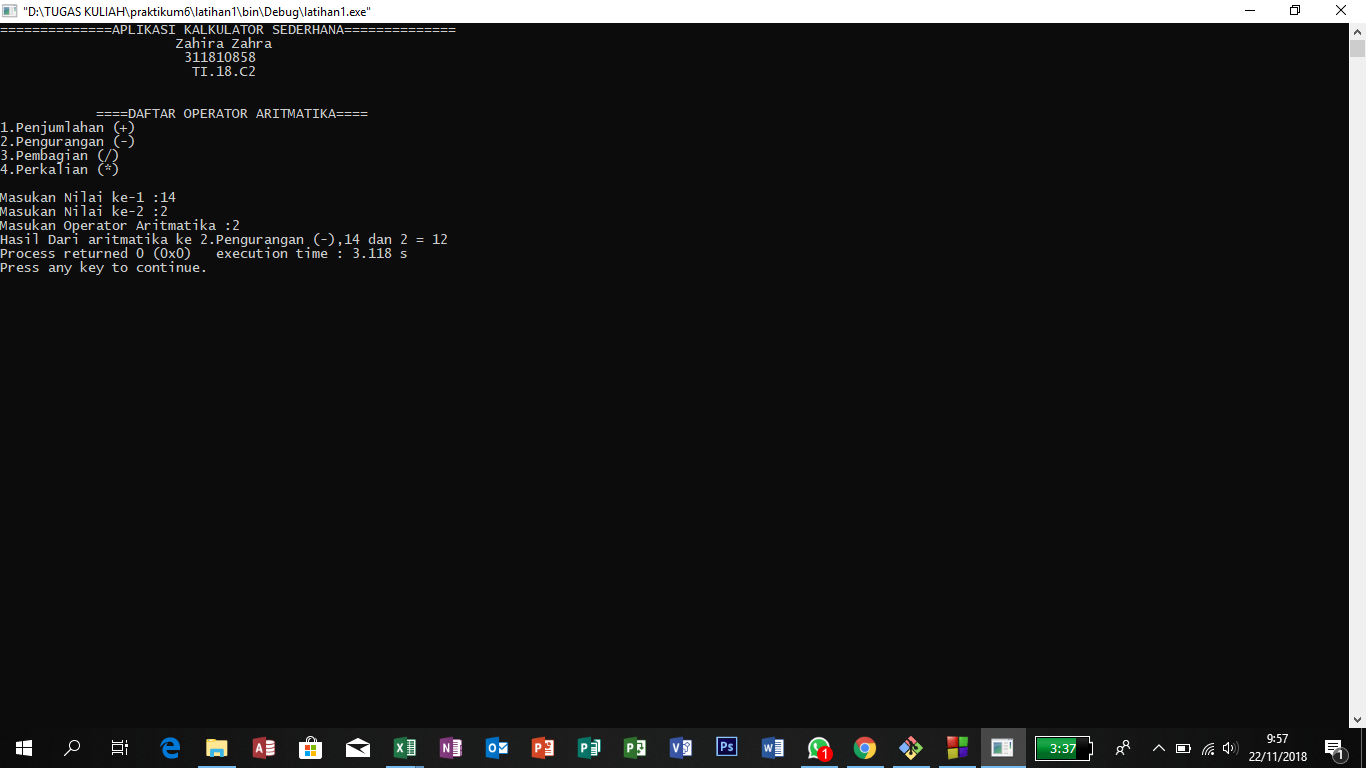 "D:\TUGAS KULIAH\praktikum6\latihan1\bin\Debug\latihan1.exe"
==============APLIKASI KALKULATOR SEDERHANA==============
Zahira Zahra
311810858
TI.18.C2
====DAFTAR OPERATOR ARITMATIKA====
1.Penjumlahan (+)
2.Pengurangan (-)
3.Pembagian (/)
4.Perkalian (*)
Masukan Nilai ke-1 :14
Masukan Nilai ke-2 :2
Masukan Operator Aritmatika :2
Hasil Dari aritmatika ke 2.Pengurangan (-),14 dan 2 = 12
Process returned 0 (0x0)   execution time : 3.118 s
Press any key to continue.
3:37
9:57
22/11/2018